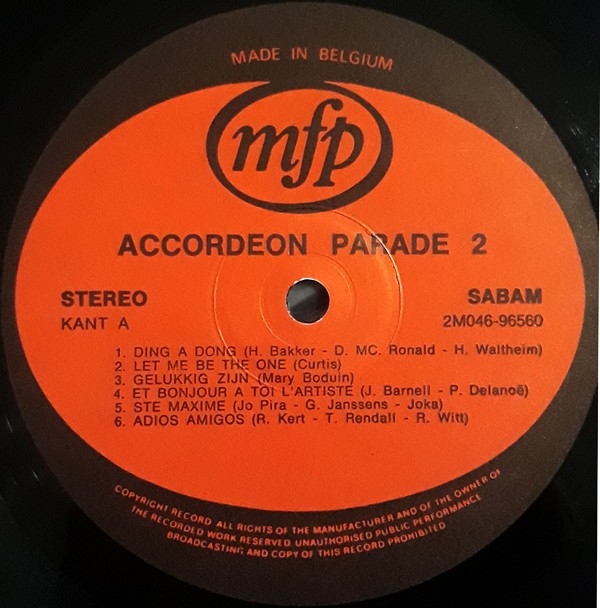 MADE IN BELGIUM
mfp
ACCORDEON PARADE 2
STEREO SABAM
KANT A 2M046-96560
1. DING A DONG (H. Bakker - D. MC. Ronald - H. Waltheim)
2. LET ME BE THE ONE (Curtis)
3. GELUKKIG ZIJN (Mary Boduin)
4. ET BONJOUR A TOI L'ARTISTE (J. Barnell - P. Delanoë)
5. STE MAXIME (Jo Pira - G. Janssens - Joka)
6. ADIOS AMIGOS (R. Kert - T. Rendall - R. Witt)
COPYRIGHT RECORD ALL RIGHTS OF THE MANUFACTURER AND OF THE OWNER OF
THE RECORDED WORK RESERVED. UNAUTHORISED PUBLIC PERFORMANCE
BROADCASTING AND COPY OF THIS RECORD PROHIBITED